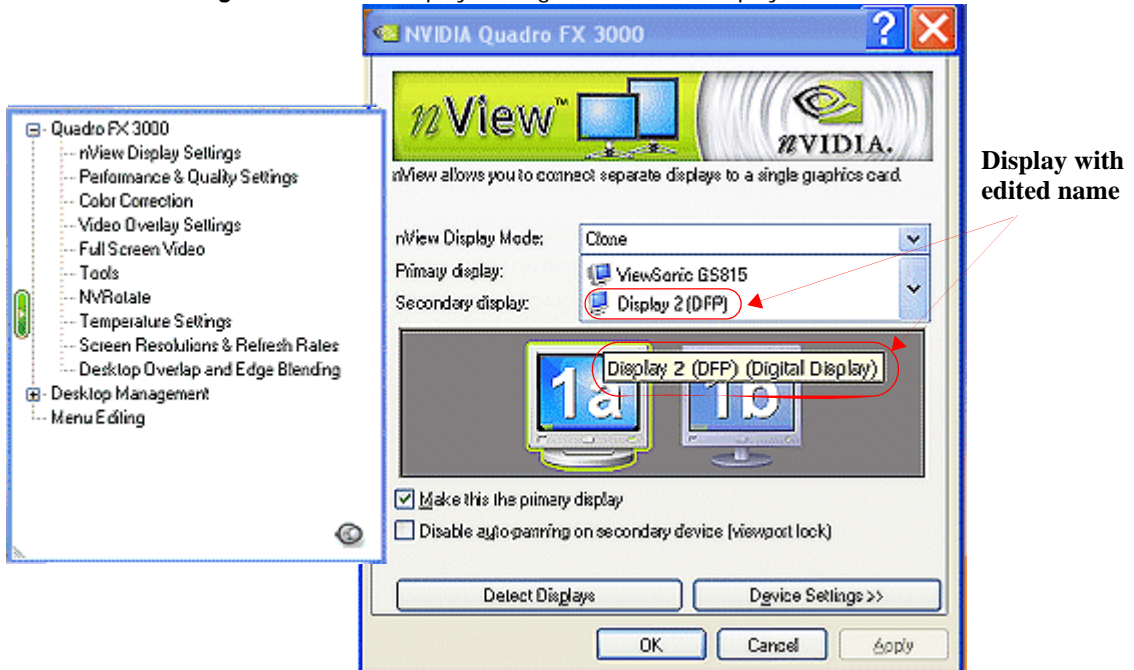 NVIDIA Quadro FX 3000
?
nView™
nVIDIA.
nView allows you to connect separate displays to a single graphics card.
nView Display Mode: Clone
Primary display: ViewSonic GS815
Secondary display: Display 2 (DFP)
Display 2 (DFP) (Digital Display)
1a
1b
Make this the primary display
Disable auto-panning on secondary device (viewport lock)
Detect Displays
Device Settings >>
OK
Cancel
Apply
Quadro FX 3000
nView Display Settings
Performance & Quality Settings
Color Correction
Video Overlay Settings
Full Screen Video
Tools
NVRotate
Temperature Settings
Screen Resolutions & Refresh Rates
Desktop Overlap and Edge Blending
Desktop Management
Menu Editing
Display with
edited name